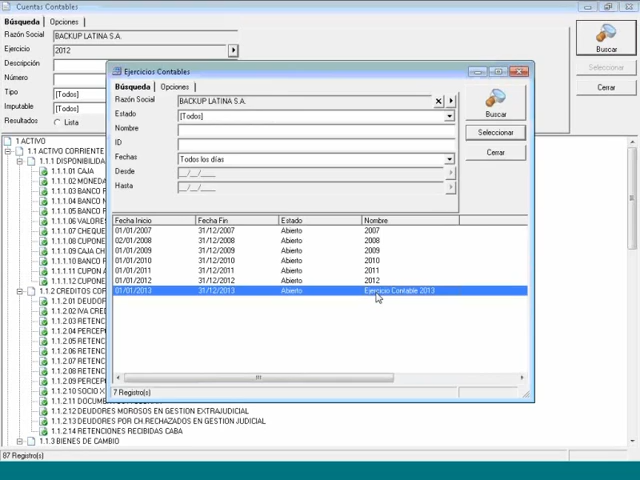 Cuentas Contables
Búsqueda
Opciones
Razón Social
BACKUP LATINA S.A.
Ejercicio
2012
Descripción
Número
Tipo
[Todos]
Imputable
[Todos]
Resultados
Lista
Buscar
Seleccionar
Cerrar
Ejercicios Contables
Búsqueda
Opciones
Razón Social
BACKUP LATINA S.A.
Estado
[Todos]
Nombre
ID
Fechas
Todos los días
Desde
__/__/____
Hasta
__/__/____
Buscar
Seleccionar
Cerrar
Fecha Inicio Fecha Fin Estado Nombre
01/01/2007 31/12/2007 Abierto 2007
02/01/2008 31/12/2008 Abierto 2008
01/01/2009 31/12/2009 Abierto 2009
01/01/2010 31/12/2010 Abierto 2010
01/01/2011 31/12/2011 Abierto 2011
01/01/2012 31/12/2012 Abierto 2012
01/01/2013 31/12/2013 Abierto Ejercicio Contable 2013
7 Registro(s)
1 ACTIVO
1.1 ACTIVO CORRIENTE
1.1.1 DISPONIBILIDA
1.1.1.01 CAJA
1.1.1.02 MONEDA
1.1.1.03 BANCO F
1.1.1.04 BANCO
1.1.1.05 BANCO
1.1.1.06 VALORES
1.1.1.07 CHEQUE
1.1.1.08 CUPONE
1.1.1.09 CAJA CH
1.1.1.10 BANCO
1.1.1.11 CUPON
1.1.1.12 CUPONE
1.1.2 CREDITOS COR
1.1.2.01 DEUDOR
1.1.2.02 IVA CRED
1.1.2.03 RETENC
1.1.2.04 PERCEP
1.1.2.05 RETENC
1.1.2.06 RETENC
1.1.2.07 RETENC
1.1.2.08 RETENC
1.1.2.09 PERCEP
1.1.2.10 SOCIO
1.1.2.11
1.1.2.12 DEUDORES MOROSOS EN GESTION EXTRAJUDICIAL
1.1.2.13 DEUDORES POR CH.RECHAZADOS EN GESTION JUDICIAL
1.1.2.14 RETENCIONES RECIBIDAS CABA
1.1.3 BIENES DE CAMBIO
87 Registro(s)